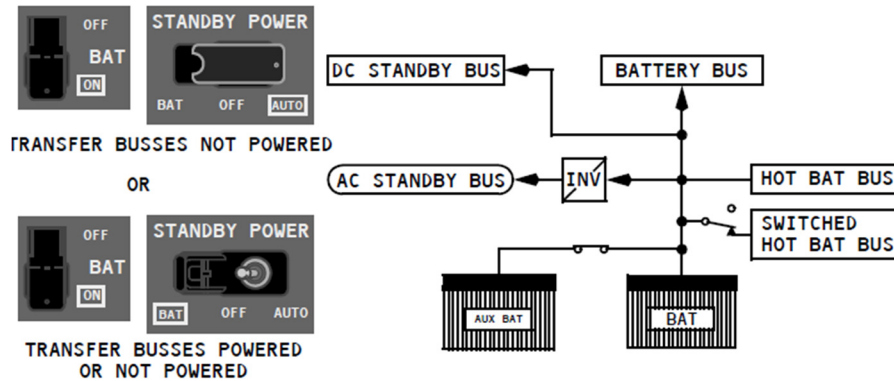 OFF
BAT
ON
STANDBY POWER
BAT OFF AUTO
TRANSFER BUSSES NOT POWERED
OR
OFF
BAT
ON
STANDBY POWER
BAT OFF AUTO
TRANSFER BUSSES POWERED
OR NOT POWERED
DC STANDBY BUS
BATTERY BUS
AC STANDBY BUS
INV
HOT BAT BUS
SWITCHED
HOT BAT BUS
AUX BAT
BAT